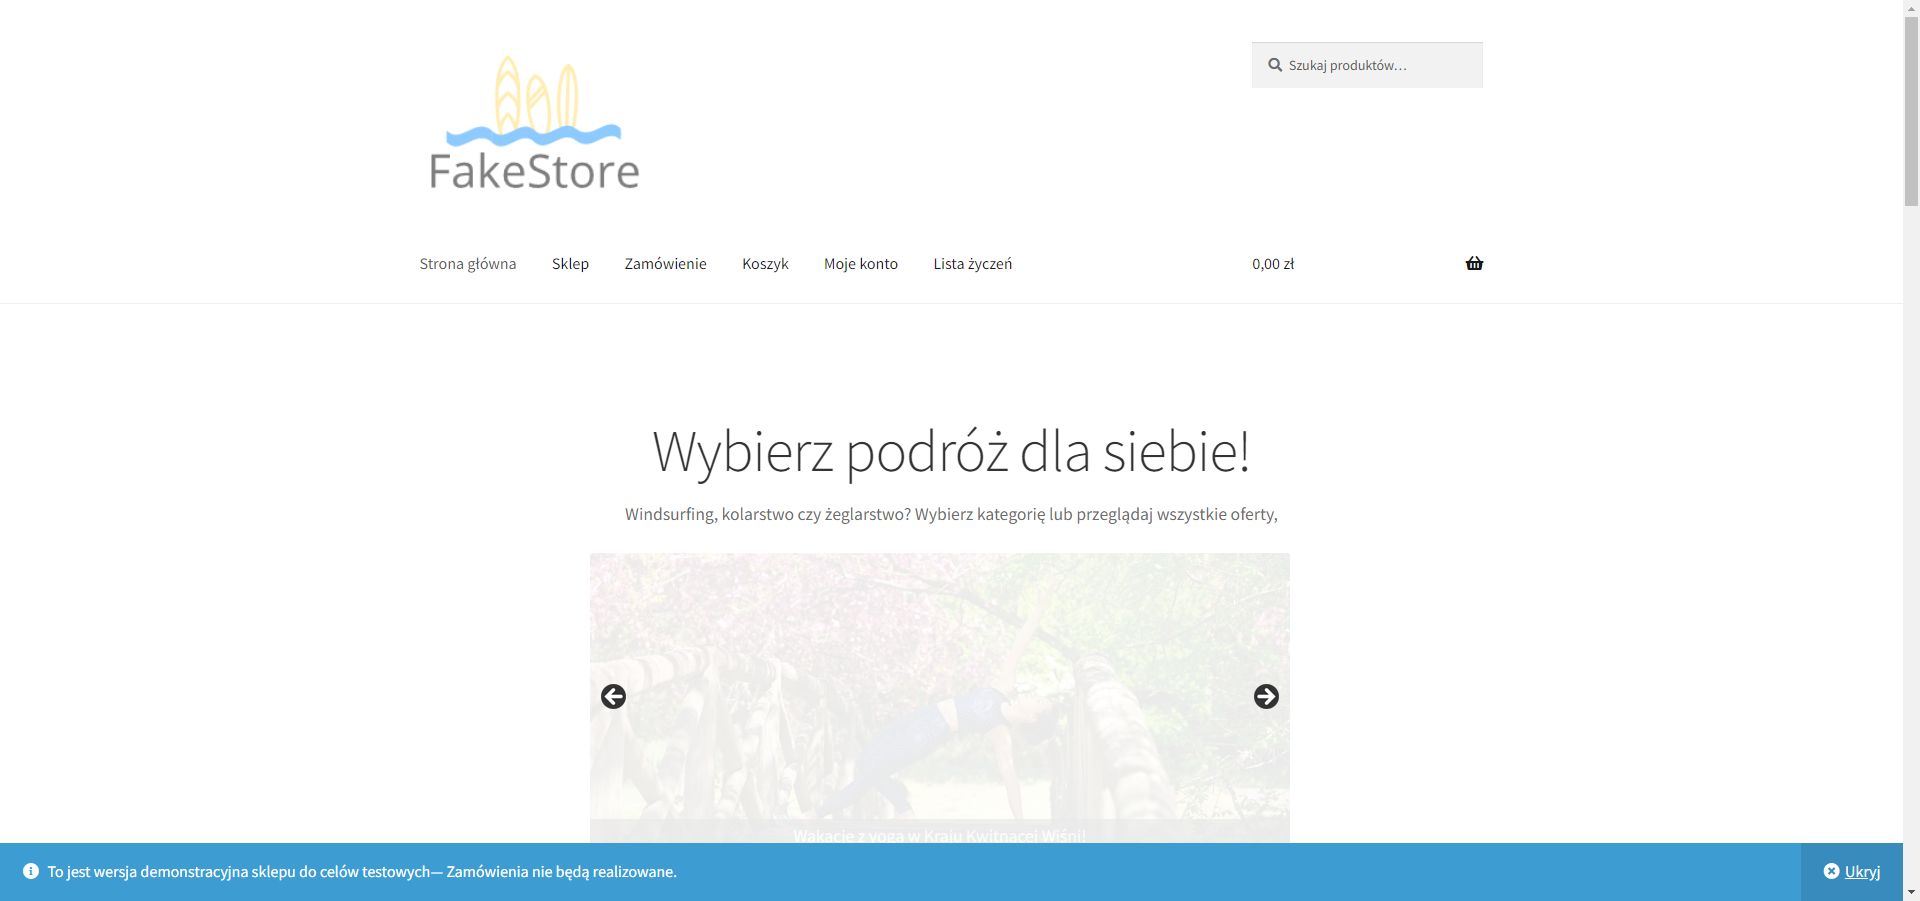 Szukaj produktów…
FakeStore
Strona główna
Sklep
Zamówienie
Koszyk
Moje konto
Lista życzeń
0,00 zł
Wybierz podróż dla siebie!
Windsurfing, kolarstwo czy żeglarstwo? Wybierz kategorię lub przeglądaj wszystkie oferty,
Wakacje z yogą w Kraju Kwitnącej Wiśni!
To jest wersja demonstracyjna sklepu do celów testowych— Zamówienia nie będą realizowane.
Ukryj